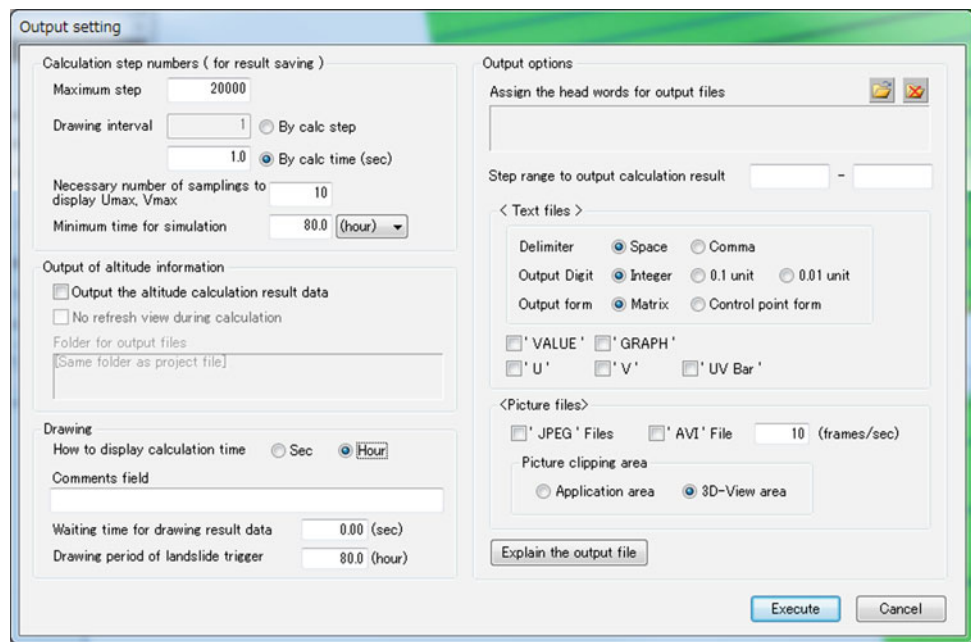 Output setting
Calculation step numbers ( for result saving )
Maximum step 20000
Drawing interval 1 By calc step
1.0 By calc time (sec)
Necessary number of samplings to
display Umax, Vmax 10
Minimum time for simulation 80.0 (hour)
Output of altitude information
Output the altitude calculation result data
No refresh view during calculation
Folder for output files
[Same folder as project file]
Drawing
How to display calculation time Sec Hour
Comments field
Waiting time for drawing result data 0.00 (sec)
Drawing period of landslide trigger 80.0 (hour)
Output options
Assign the head words for output files
Step range to output calculation result -
< Text files >
Delimiter Space Comma
Output Digit Integer 0.1 unit 0.01 unit
Output form Matrix Control point form
' VALUE ' ' GRAPH '
' U ' ' V ' ' UV Bar '
<Picture files>
' JPEG ' Files ' AVI ' File 10 (frames/sec)
Picture clipping area
Application area 3D-View area
Explain the output file
Execute Cancel